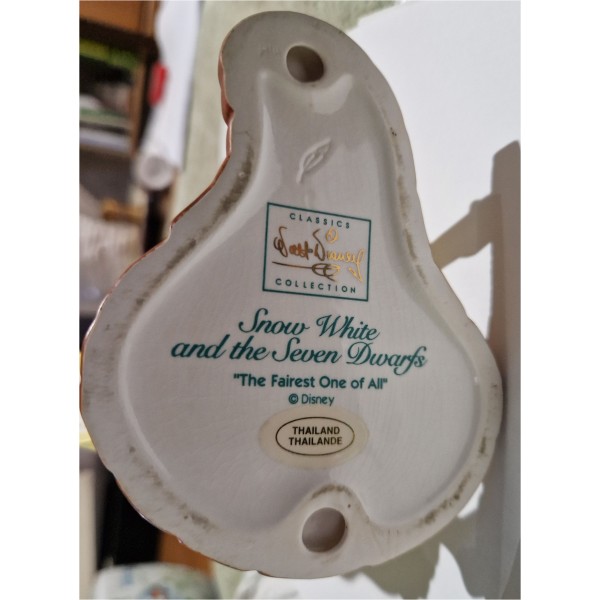 CLASSICS
Walt Disney
COLLECTION
Snow White
and the Seven Dwarfs
"The Fairest One of All"
© Disney
THAILAND
THAILANDE